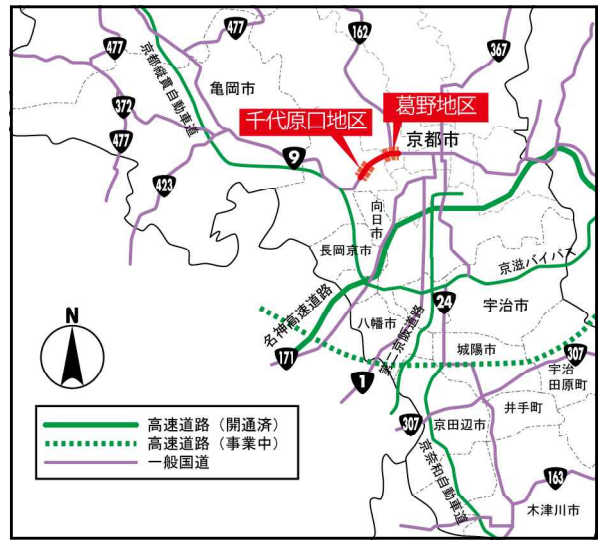 477
162
367
477
京都縦貫自動車道
亀岡市
372
千代原口地区
葛野地区
京都市
477
9
423
向日市
長岡京市
京滋バイパス
名神高速道路
24
宇治市
八幡市
第二京阪道路
N
171
城陽市
307
1
宇治
田原町
井手町
307
京田辺市
京奈和自動車道
高速道路（開通済）
高速道路（事業中）
一般国道
163
木津川市